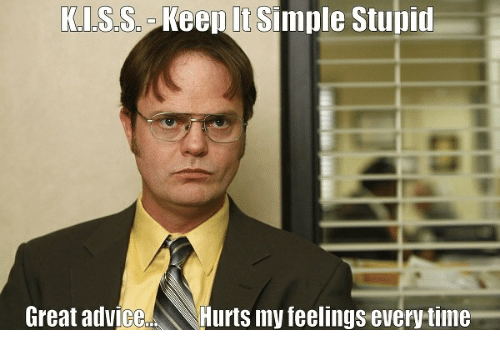 K.I.S.S. - Keep It Simple Stupid
Great advice... Hurts my feelings every time